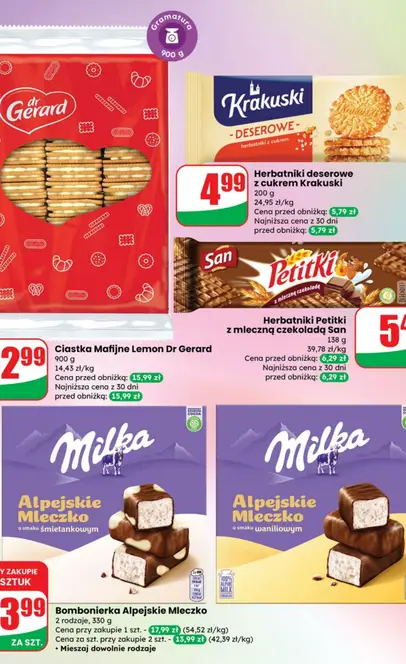 Gramatura
900 g
dr
Gerard
Krakuski
- DESEROWE -
herbatniki z cukrem
4,99
Herbatniki deserowe
z cukrem Krakuski
200 g
24,95 zł/kg
Cena przed obniżką: 5,79 zł
Najniższa cena z 30 dni
przed obniżką: 5,79 zł
San
Petitki
z mleczną czekoladą
Herbatniki Petitki
z mleczną czekoladą San
138 g
39,78 zł/kg
Cena przed obniżką: 6,29 zł
Najniższa cena z 30 dni
przed obniżką: 6,29 zł
5,4
2,99
Ciastka Mafijne Lemon Dr Gerard
900 g
14,43 zł/kg
Cena przed obniżką: 15,99 zł
Najniższa cena z 30 dni
przed obniżką: 15,99 zł
Milka
Alpejskie
Mleczko
o smaku śmietankowym
Milka
Alpejskie
Mleczko
o smaku waniliowym
Y ZAKUPIE
SZTUK
3,99
ZA SZT.
Bombonierka Alpejskie Mleczko
2 rodzaje, 330 g
Cena przy zakupie 1 szt. - 17,99 zł (54,52 zł/kg)
Cena za szt. przy zakupie 2 szt. - 13,99 zł (42,39 zł/kg)
• Mieszaj dowolnie rodzaje